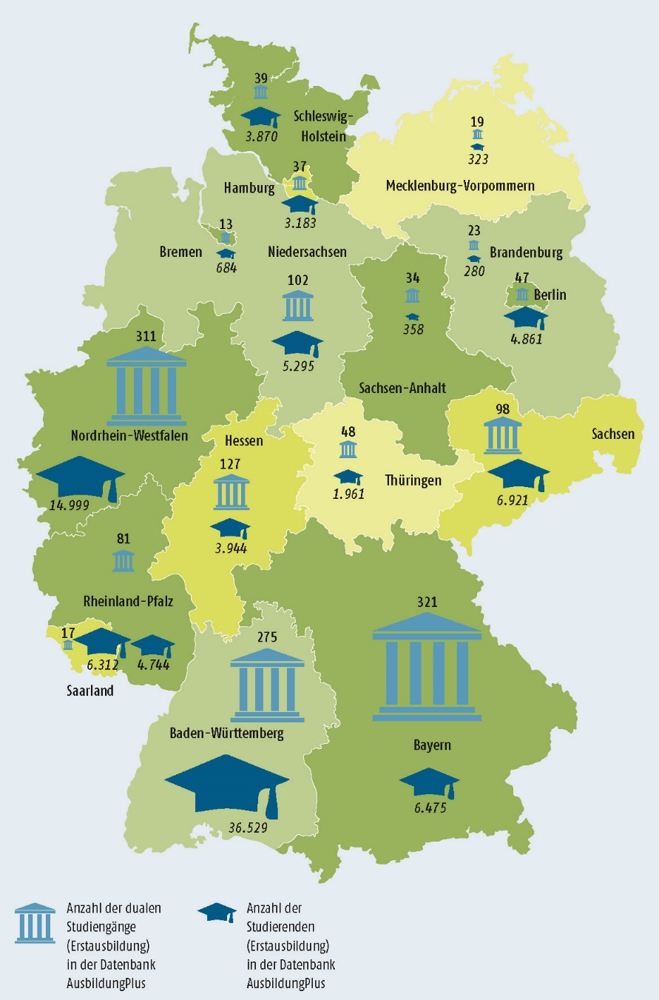 39
3.870
Schleswig-
Holstein
19
323
Mecklenburg-Vorpommern
37
Hamburg
3.183
13
Bremen
684
Niedersachsen
102
5.295
23
Brandenburg
280
47
Berlin
4.861
34
358
Sachsen-Anhalt
311
Nordrhein-Westfalen
14.999
Hessen
127
3.944
48
Thüringen
1.961
98
Sachsen
6.921
81
Rheinland-Pfalz
4.744
17
6.312
Saarland
275
Baden-Württemberg
36.529
321
Bayern
6.475
Anzahl der dualen
Studiengänge
(Erstausbildung)
in der Datenbank
AusbildungPlus
Anzahl der
Studierenden
(Erstausbildung)
in der Datenbank
AusbildungPlus